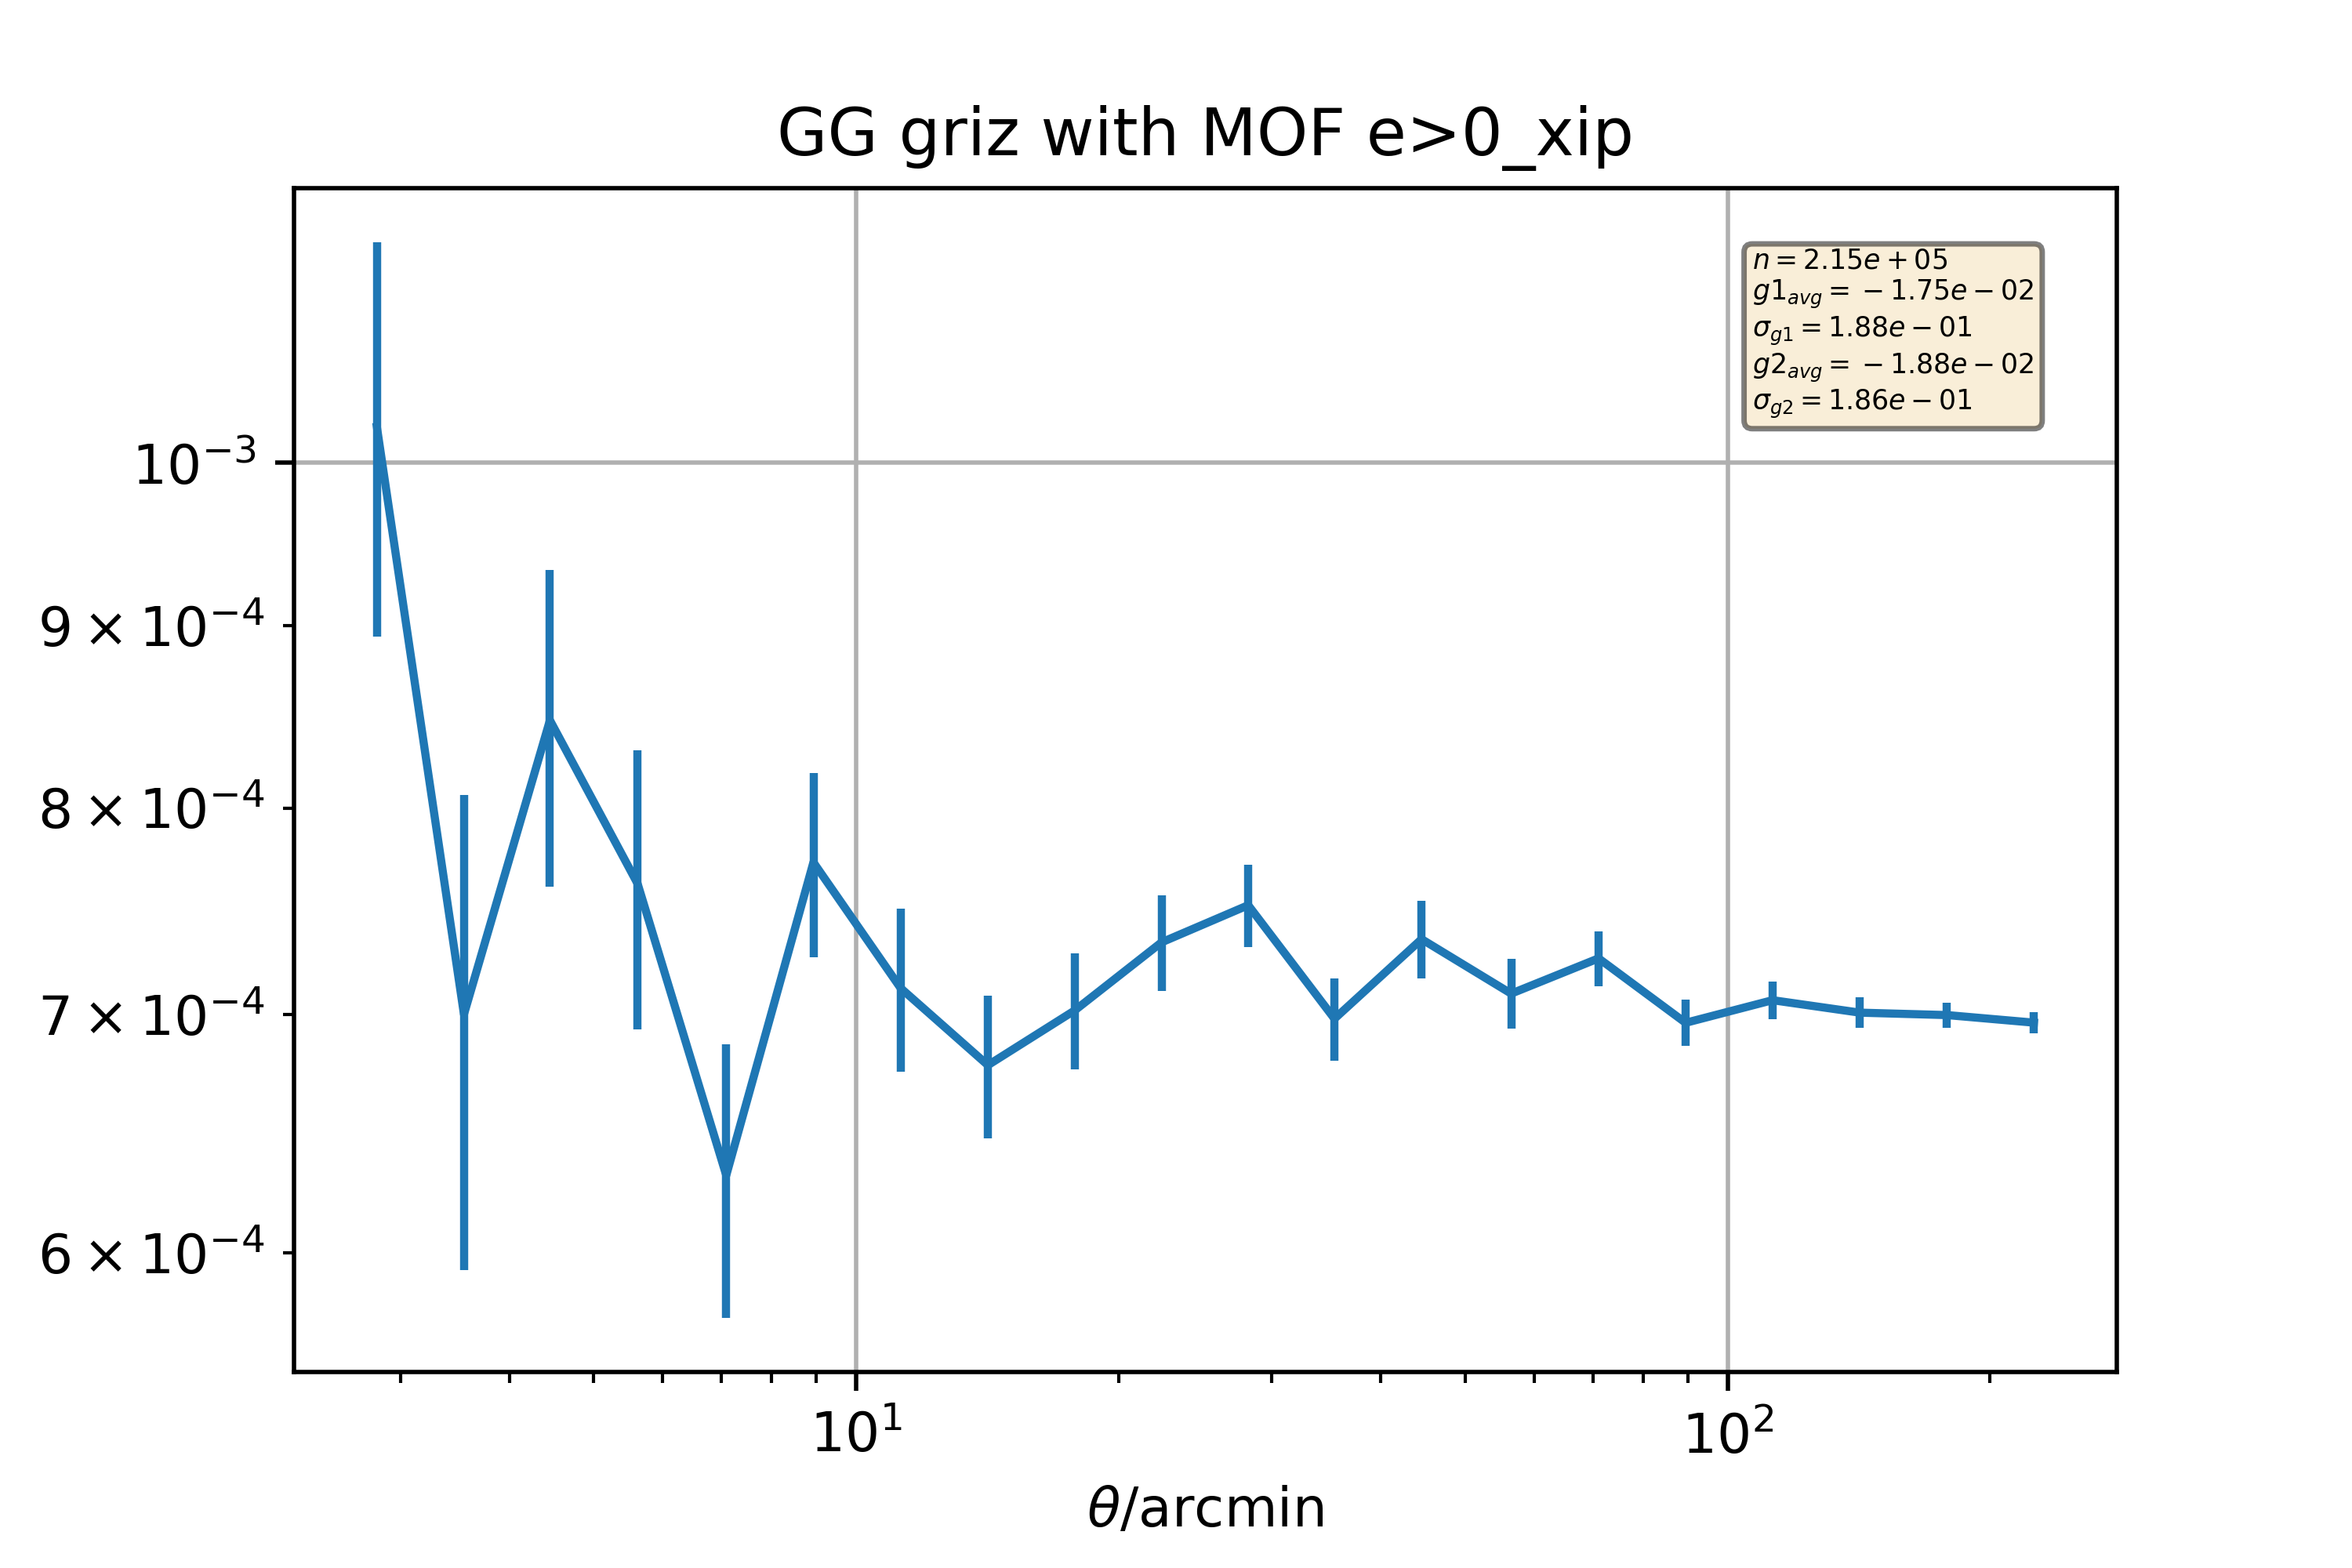 GG griz with MOF e>0_xip
n = 2.15e + 05
g1avg = − 1.75e − 02
σg1 = 1.88e − 01
g2avg = − 1.88e − 02
σg2 = 1.86e − 01
10−3
9 × 10−4
8 × 10−4
7 × 10−4
6 × 10−4
101 102
θ/arcmin